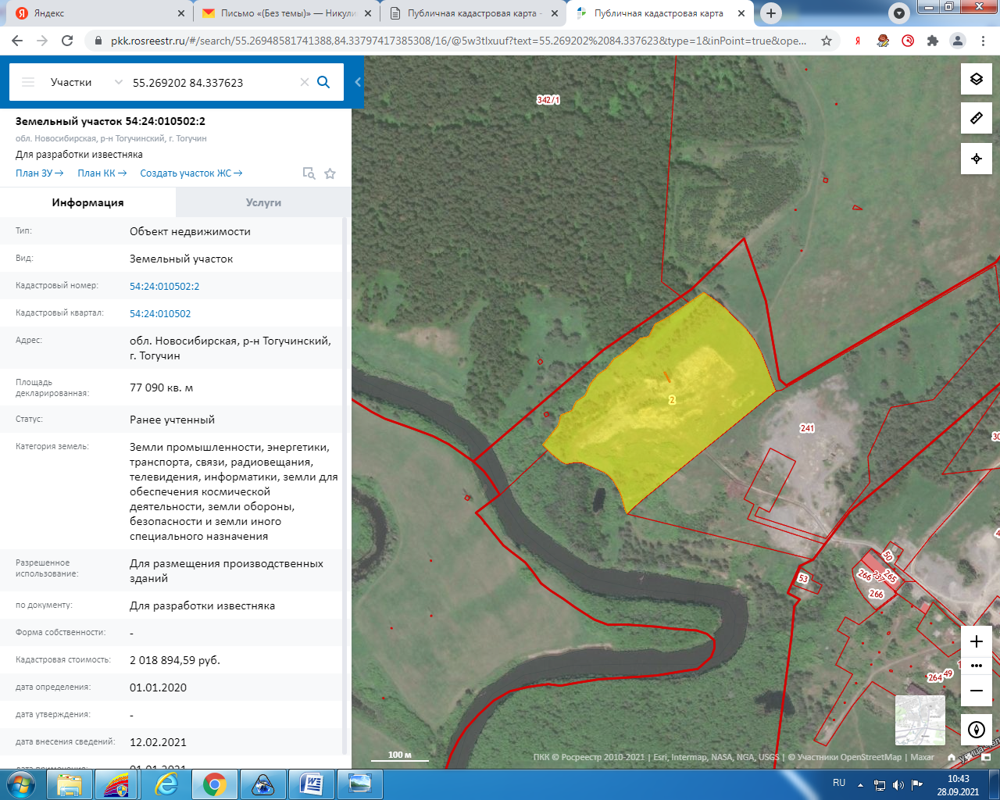 Яндекс
Письмо «(Без темы)» — Никули
Публичная кадастровая карта -
Публичная кадастровая карта
pkk.rosreestr.ru/#/search/55.26948581741388,84.33797417385308/16/@5w3tlxuuf?text=55.269202%2084.337623&type=1&inPoint=true&ope...
Участки
55.269202 84.337623
Земельный участок 54:24:010502:2
обл. Новосибирская, р-н Тогучинский, г. Тогучин
Для разработки известняка
План ЗУ → План КК → Создать участок ЖС →
Информация Услуги
Тип: Объект недвижимости
Вид: Земельный участок
Кадастровый номер: 54:24:010502:2
Кадастровый квартал: 54:24:010502
Адрес: обл. Новосибирская, р-н Тогучинский,
г. Тогучин
Площадь
декларированная: 77 090 кв. м
Статус: Ранее учтенный
Категория земель: Земли промышленности, энергетики,
транспорта, связи, радиовещания,
телевидения, информатики, земли для
обеспечения космической
деятельности, земли обороны,
безопасности и земли иного
специального назначения
Разрешенное
использование: Для размещения производственных
зданий
по документу: Для разработки известняка
Форма собственности: -
Кадастровая стоимость: 2 018 894,59 руб.
дата определения: 01.01.2020
дата утверждения: -
дата внесения сведений: 12.02.2021
дата применения: 01.01.2021
342/1
2
241
30
4
50
53
266
237
265
266
264
49
1
100 м
ПКК © Росреестр 2010-2021 | Esri, Intermap, NASA, NGA, USGS | © Участники OpenStreetMap | Maxar
RU
10:43
28.09.2021